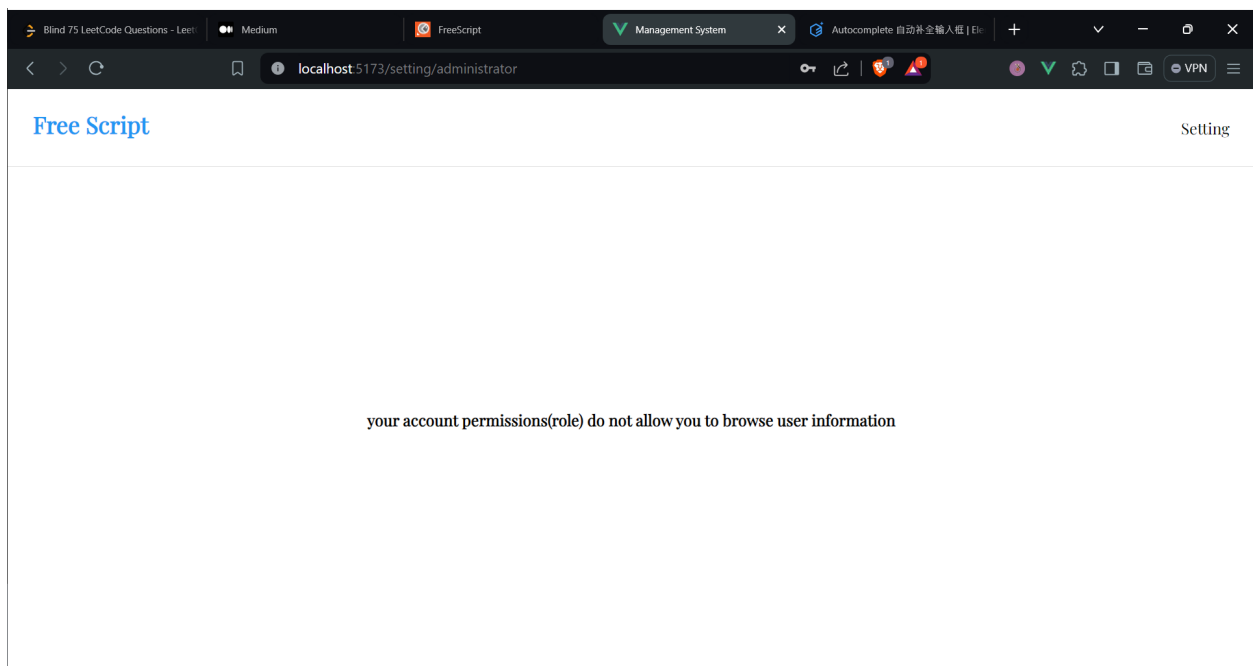 Blind 75 LeetCode Questions - Leet
Medium
FreeScript
Management System
Autocomplete 自动补全输入框 | Ele
localhost:5173/setting/administrator
1
1
VPN
Free Script
Setting
your account permissions(role) do not allow you to browse user information